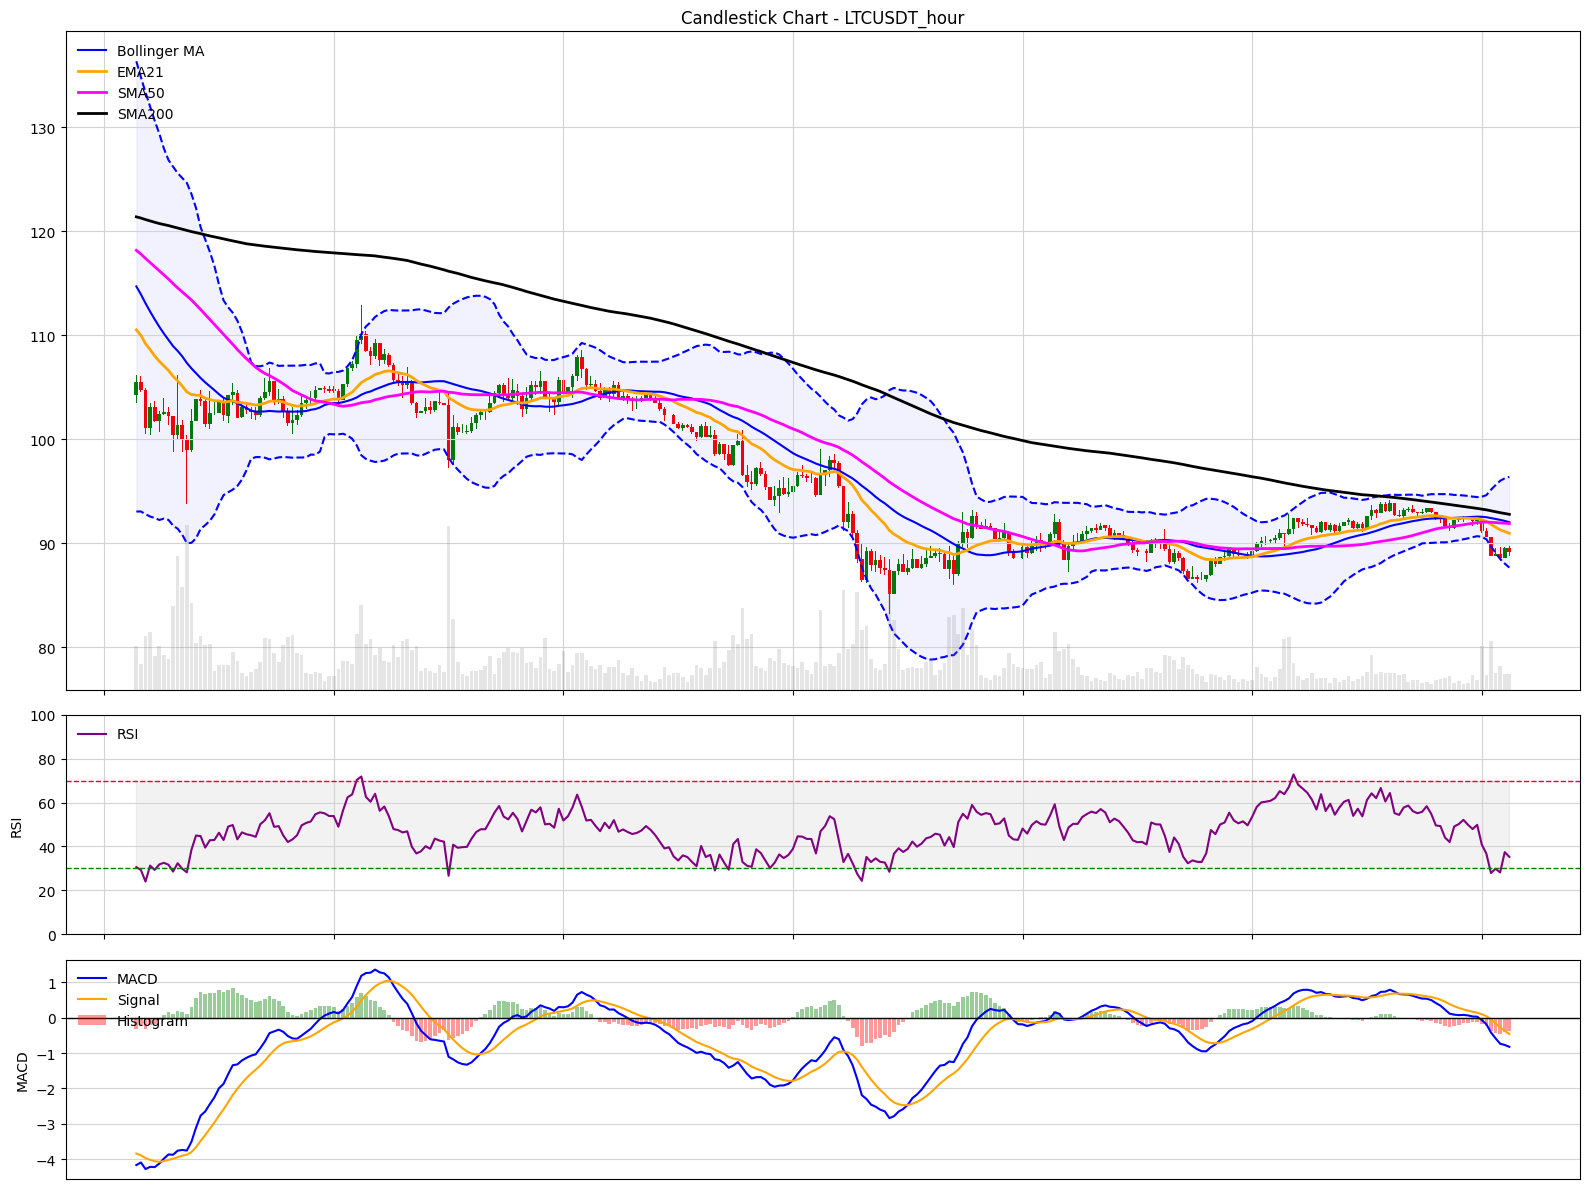 Candlestick Chart - LTCUSDT_hour
Bollinger MA
EMA21
SMA50
SMA200
130
120
110
100
90
80
100
80
60
40
20
0
RSI
RSI
1
0
−1
−2
−3
−4
MACD
MACD
Signal
Histogram